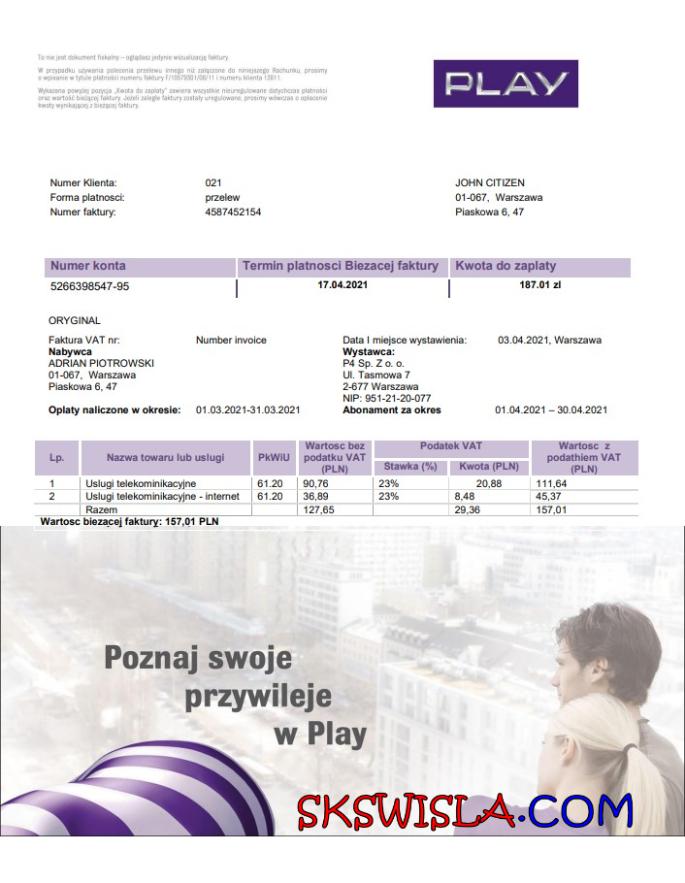 To nie jest dokument fiskalny – oglądasz jedynie wizualizację faktury.
W przypadku używania polecenia przelewu innego niż załączone do niniejszego Rachunku, prosimy
o wpisanie w tytule płatności numeru faktury F/10579301/08/11 i numeru klienta 12011.
Wykazana powyżej pozycja „Kwota do zapłaty" zawiera wszystkie nieuregulowane dotychczas płatności
oraz wartość bieżącej faktury. Jeżeli zaległe faktury zostały uregulowane, prosimy wówczas o opłacenie
kwoty wynikającej z bieżącej faktury.
PLAY
Numer Klienta: 021 JOHN CITIZEN
Forma platnosci: przelew 01-067, Warszawa
Numer faktury: 4587452154 Piaskowa 6, 47
Numer konta Termin platnosci Biezacej faktury Kwota do zaplaty
5266398547-95 17.04.2021 187.01 zl
ORYGINAL
Faktura VAT nr: Number invoice Data I miejsce wystawienia: 03.04.2021, Warszawa
Nabywca Wystawca:
ADRIAN PIOTROWSKI P4 Sp. Z o. o.
01-067, Warszawa Ul. Tasmowa 7
Piaskowa 6, 47 2-677 Warszawa
NIP: 951-21-20-077
Oplaty naliczone w okresie: 01.03.2021-31.03.2021 Abonament za okres 01.04.2021 – 30.04.2021
Lp. Nazwa towaru lub uslugi PkWiU Wartosc bez podatku VAT (PLN) Podatek VAT Stawka (%) Kwota (PLN) Wartosc z podathiem VAT (PLN)
1 Uslugi telekominikacyjne 61.20 90,76 23% 20,88 111,64
2 Uslugi telekominikacyjne - internet 61.20 36,89 23% 8,48 45,37
Razem 127,65 29,36 157,01
Wartosc biezacej faktury: 157,01 PLN
Poznaj swoje
przywileje
w Play
SKSWISLA.COM